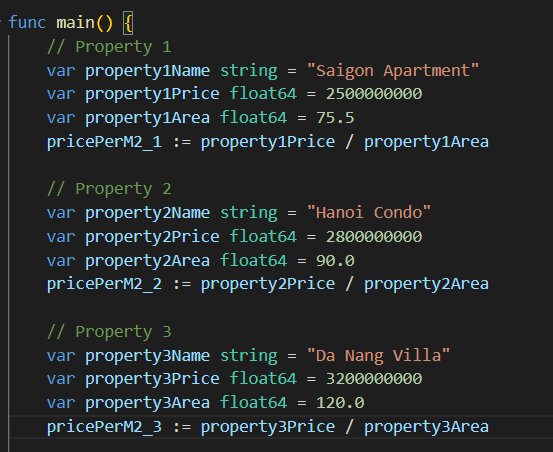 func main() {
    // Property 1
    var property1Name string = "Saigon Apartment"
    var property1Price float64 = 2500000000
    var property1Area float64 = 75.5
    pricePerM2_1 := property1Price / property1Area

    // Property 2
    var property2Name string = "Hanoi Condo"
    var property2Price float64 = 2800000000
    var property2Area float64 = 90.0
    pricePerM2_2 := property2Price / property2Area

    // Property 3
    var property3Name string = "Da Nang Villa"
    var property3Price float64 = 3200000000
    var property3Area float64 = 120.0
    pricePerM2_3 := property3Price / property3Area